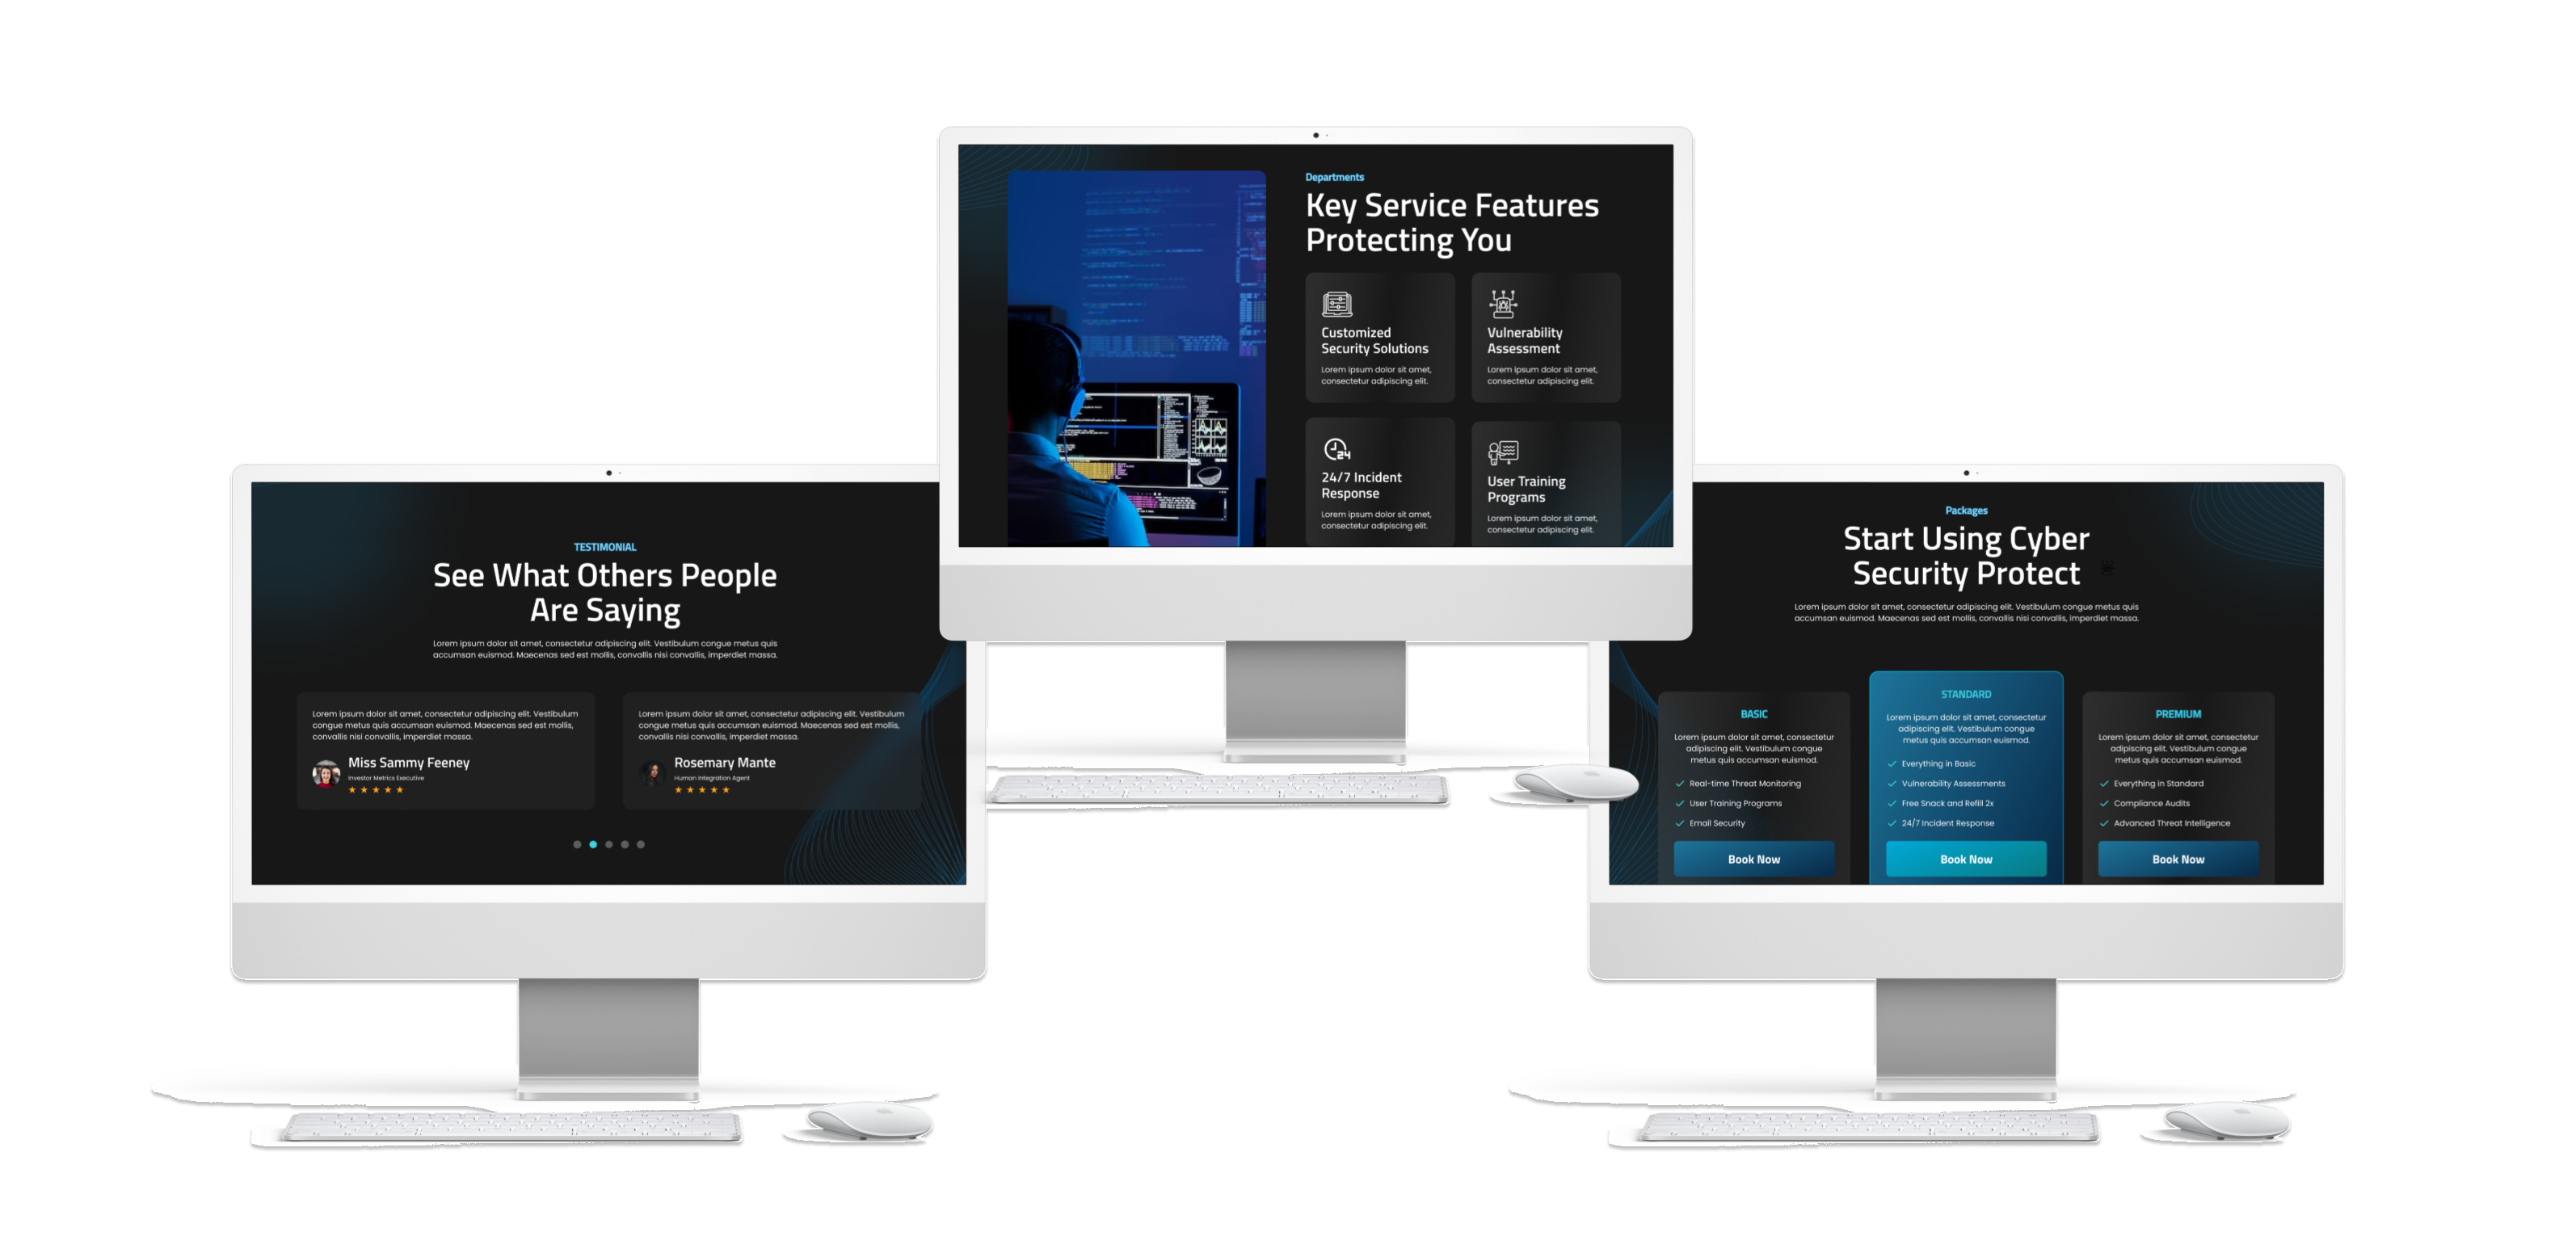 Departments
Key Service Features
Protecting You
Customized
Security Solutions
Lorem ipsum dolor sit amet,
consectetur adipiscing elit.
Vulnerability
Assessment
Lorem ipsum dolor sit amet,
consectetur adipiscing elit.
24
24/7 Incident
Response
Lorem ipsum dolor sit amet,
consectetur adipiscing elit.
User Training
Programs
Lorem ipsum dolor sit amet,
consectetur adipiscing elit.
TESTIMONIAL
See What Others People
Are Saying
Lorem ipsum dolor sit amet, consectetur adipiscing elit. Vestibulum congue metus quis
accumsan euismod. Maecenas sed est mollis, convallis nisi convallis, imperdiet massa.
Lorem ipsum dolor sit amet, consectetur adipiscing elit. Vestibulum
congue metus quis accumsan euismod. Maecenas sed est mollis,
convallis nisi convallis, imperdiet massa.
Miss Sammy Feeney
Investor Metrics Executive
Lorem ipsum dolor sit amet, consectetur adipiscing elit. Vestibulum
congue metus quis accumsan euismod. Maecenas sed est mollis,
convallis nisi convallis, imperdiet massa.
Rosemary Mante
Human Integration Agent
Packages
Start Using Cyber
Security Protect
Lorem ipsum dolor sit amet, consectetur adipiscing elit. Vestibulum congue metus quis
accumsan euismod. Maecenas sed est mollis, convallis nisi convallis, imperdiet massa.
BASIC
Lorem ipsum dolor sit amet, consectetur
adipiscing elit. Vestibulum congue
metus quis accumsan euismod.
Real-time Threat Monitoring
User Training Programs
Email Security
Book Now
STANDARD
Lorem ipsum dolor sit amet, consectetur
adipiscing elit. Vestibulum congue
metus quis accumsan euismod.
Everything in Basic
Vulnerability Assessments
Free Snack and Refill 2x
24/7 Incident Response
Book Now
PREMIUM
Lorem ipsum dolor sit amet, consectetur
adipiscing elit. Vestibulum congue
metus quis accumsan euismod.
Everything in Standard
Compliance Audits
Advanced Threat Intelligence
Book Now